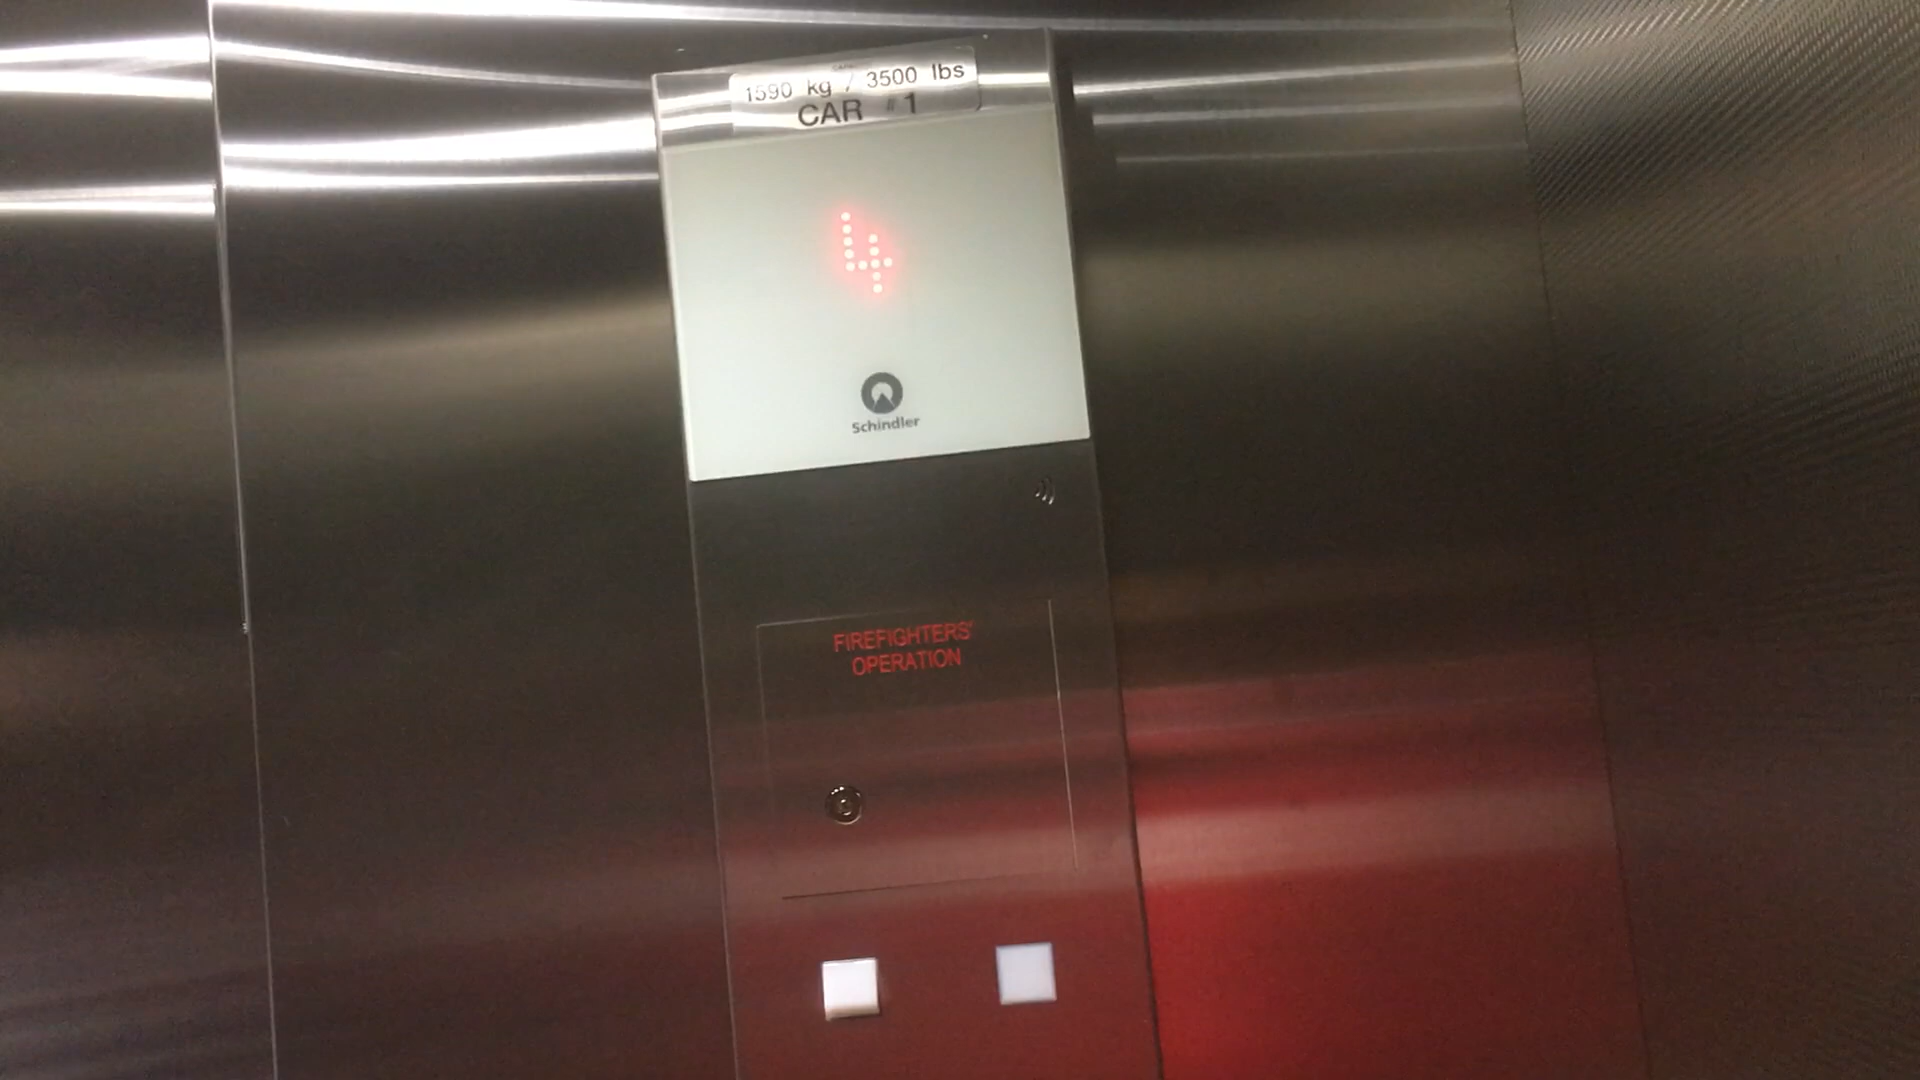 1590 kg / 3500 lbs
CAR #1
4
Schindler
FIREFIGHTERS'
OPERATION